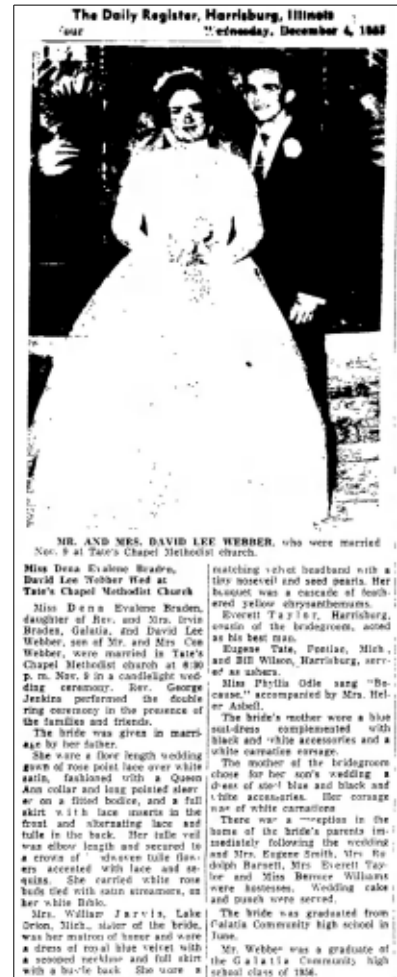 The Daily Register, Harrisburg, Illinois
Wednesday, December 4,
MR. AND MRS. DAVID LEE WEBBER, who were married
Nov. 9 at Tate's Chapel Methodist church.
Miss Dena Evalene Braden,
David Lee Webber Wed at
Tate's Chapel Methodist Church
Miss Dena Evalene Braden,
daughter of Rev. and Mrs. Irvin
Braden, Galatia, and David Lee
Webber, son of Mr. and Mrs Coe
Webber, were married in Tate's
Chapel Methodist church at 6:30
p. m. Nov. 9 in a candlelight wed-
ding ceremony. Rev. George
Jenkins performed the double
ring ceremony in the presence of
the families and friends.
The bride was given in marri-
age by her father.
She wore a floor length wedding
gown of rose point lace over white
satin, fashioned with a Queen
Ann collar and long pointed sleev-
er on a fitted bodice, and a full
skirt with lace inserts in the
front and alternating lace and
tulle in the back. Her tulle veil
was elbow length and secured to
a crown of tulle flow-
ers accented with lace and se-
quins. She carried white rose
buds tied with satin streamers, on
her white Bible.
Mrs. William Jarvis, Lake
Orion, Mich., sister of the bride,
was her matron of honor and wore
a dress of royal blue velvet with
a scooped neckline and full skirt
with a bustle back. She wore a
matching velvet headband with a
tiny noseveil and seed pearls. Her
bouquet was a cascade of feath-
ered yellow chrysanthemums.
Everett Taylor, Harrisburg,
cousin of the bridegroom, acted
as his best man.
Eugene Tate, Pontiac, Mich.,
and Bill Wilson, Harrisburg, serv-
ed as ushers.
Miss Phyllis Odle sang "Be-
cause," accompanied by Mrs. Hel-
en Asbell.
The bride's mother wore a blue
suit-dress complemented with
black and white accessories and a
white carnation corsage.
The mother of the bridegroom
chose for her son's wedding a
dress of steel blue and black and
white accessories. Her corsage
was of white carnations
There was a reception in the
home of the bride's parents im-
mediately following the wedding
and Mrs. Eugene Smith, Mrs Ru-
dolph Barnett, Mrs Everett Tay-
lor and Miss Bernice Williams
were hostesses. Wedding cake
and punch were served.
The bride was graduated from
Galatia Community high school in
June.
Mr. Webber was a graduate of
the Galatia Community high
school class of 1956.